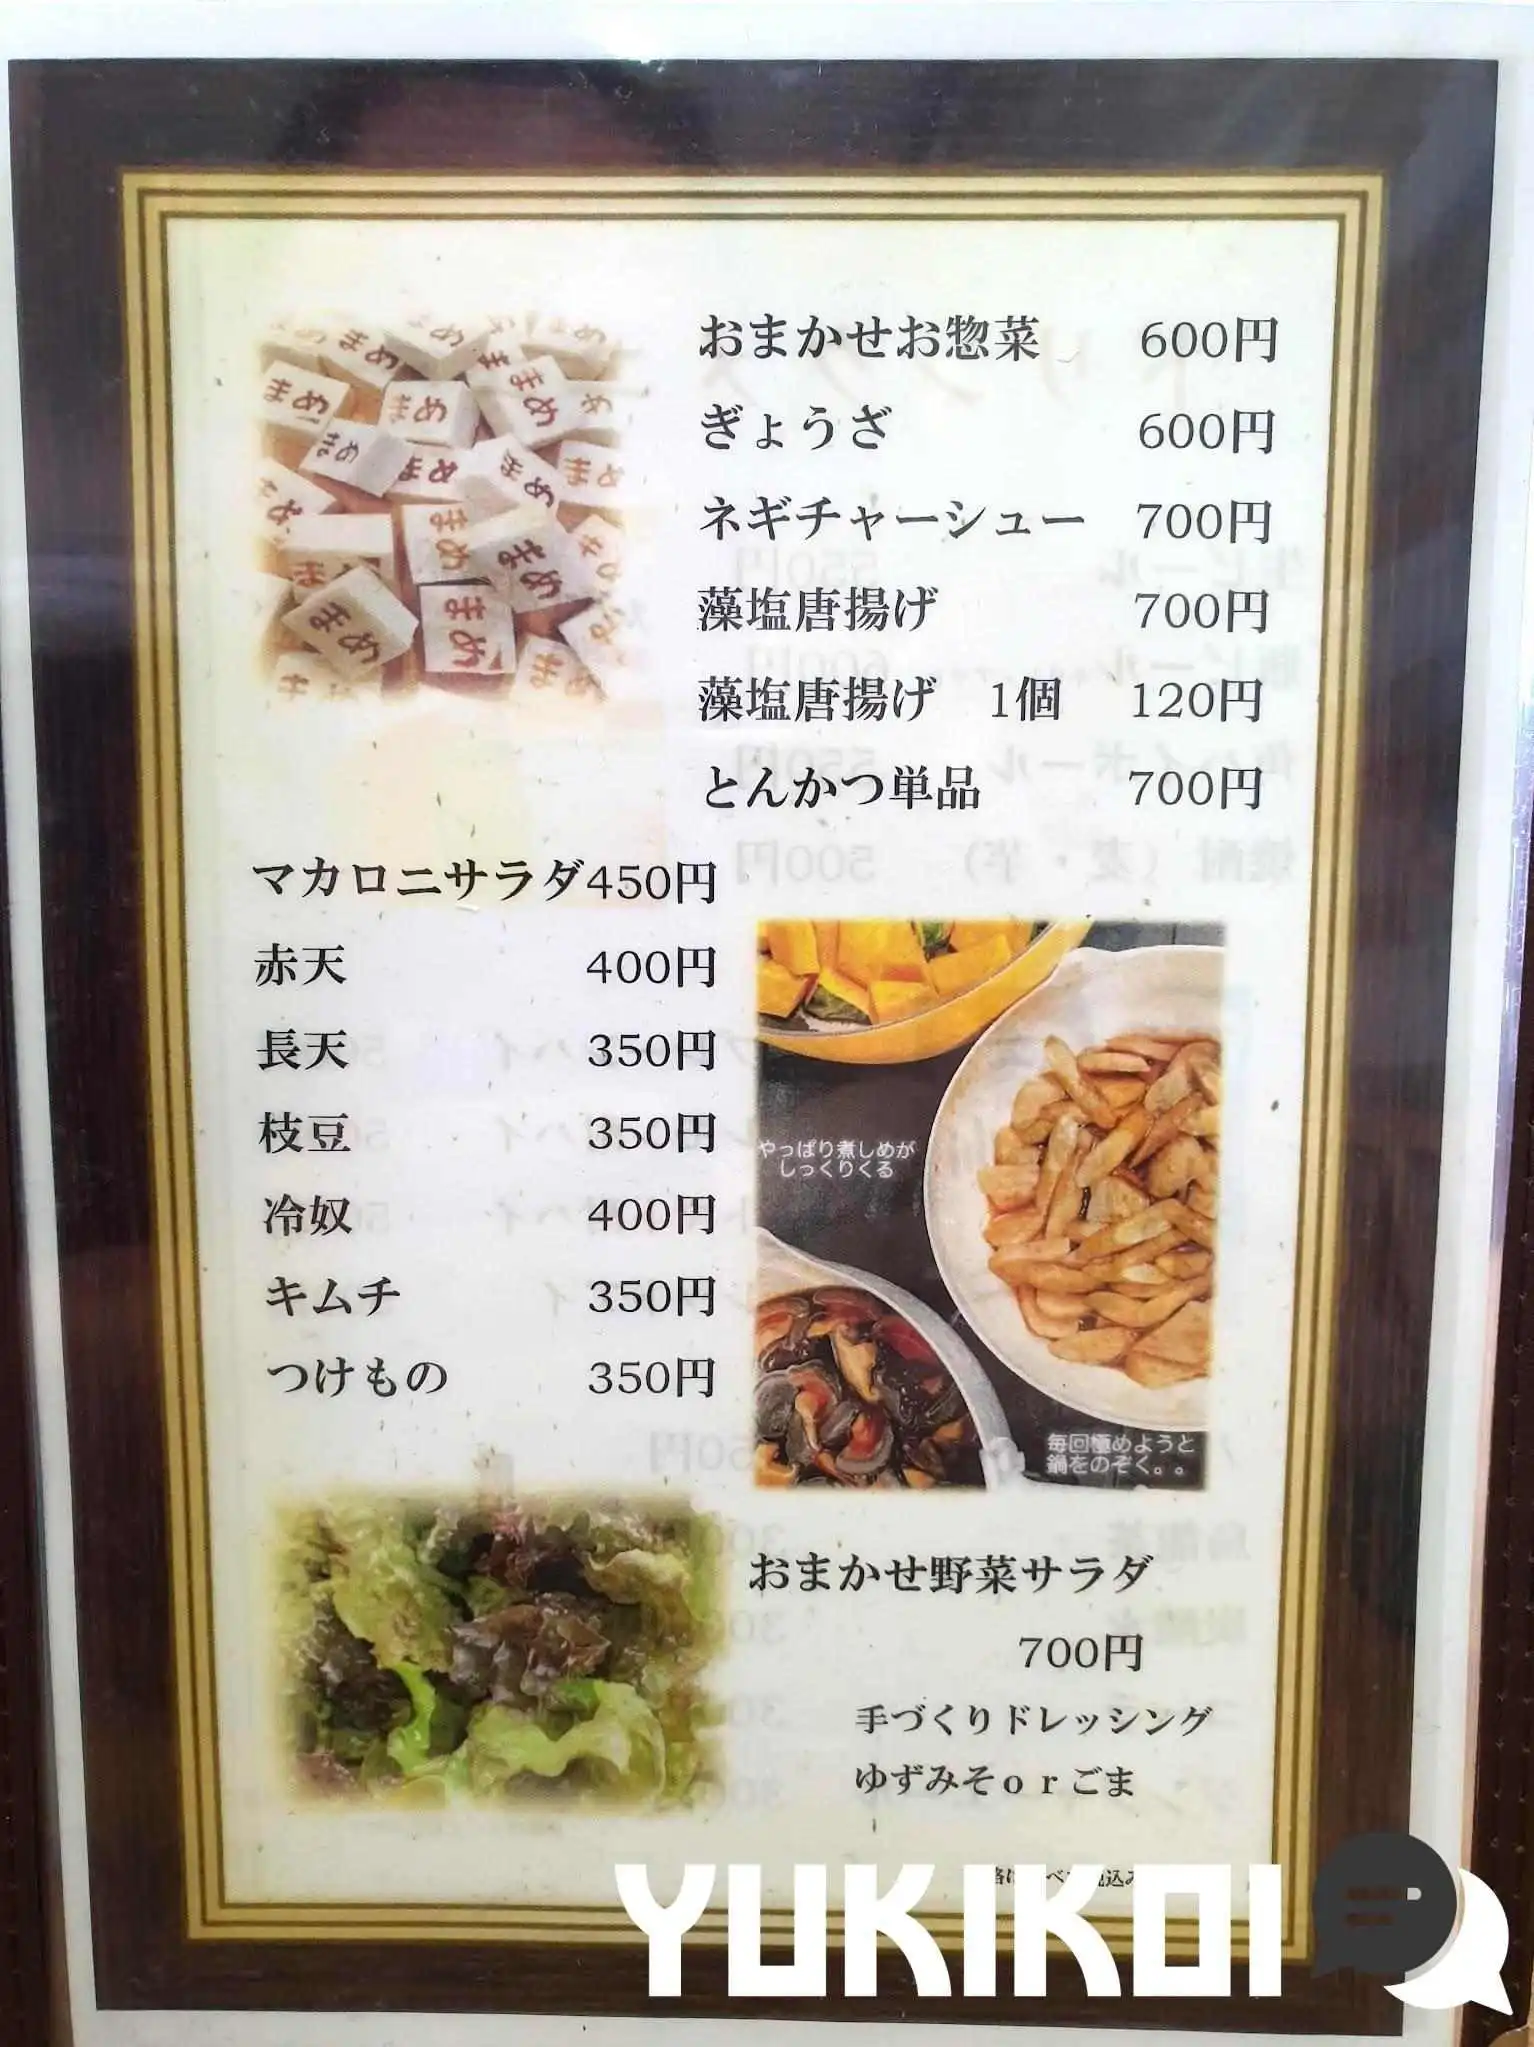 おまかせお惣菜 600円
ぎょうざ 600円
ネギチャーシュー 700円
藻塩唐揚げ 700円
藻塩唐揚げ 1個 120円
とんかつ単品 700円
まめ
マカロニサラダ450円
赤天 400円
長天 350円
枝豆 350円
冷奴 400円
キムチ 350円
つけもの 350円
やっぱり煮しめが
しっくりくる
毎回極めようと
鍋をのぞく。。
おまかせ野菜サラダ
700円
手づくりドレッシング
ゆずみそorごま
YUKIKOI